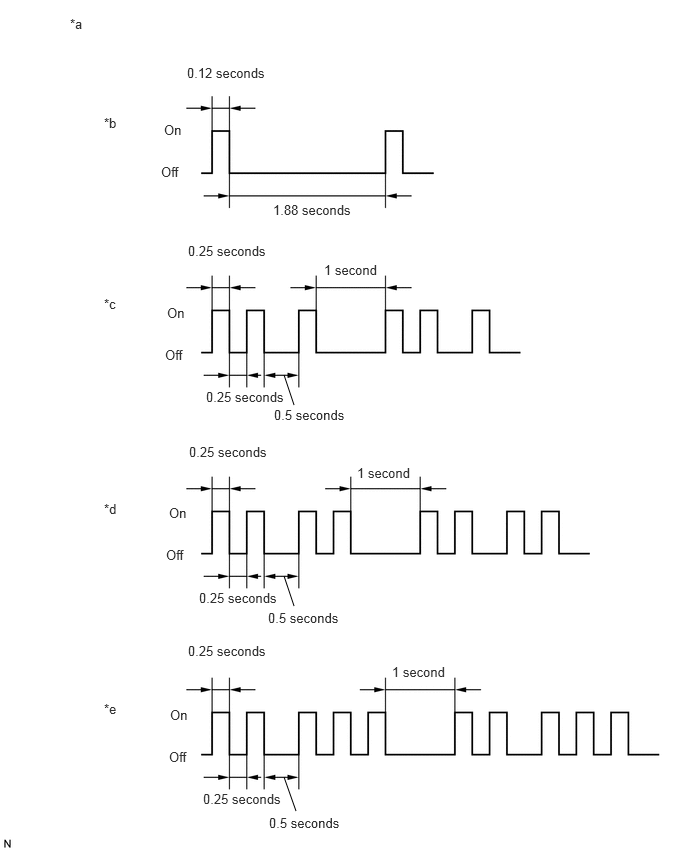 *a
0.12 seconds
*b
On
Off
1.88 seconds
0.25 seconds
1 second
*c
On
Off
0.25 seconds
0.5 seconds
0.25 seconds
1 second
*d
On
Off
0.25 seconds
0.5 seconds
0.25 seconds
1 second
*e
On
Off
0.25 seconds
0.5 seconds
N